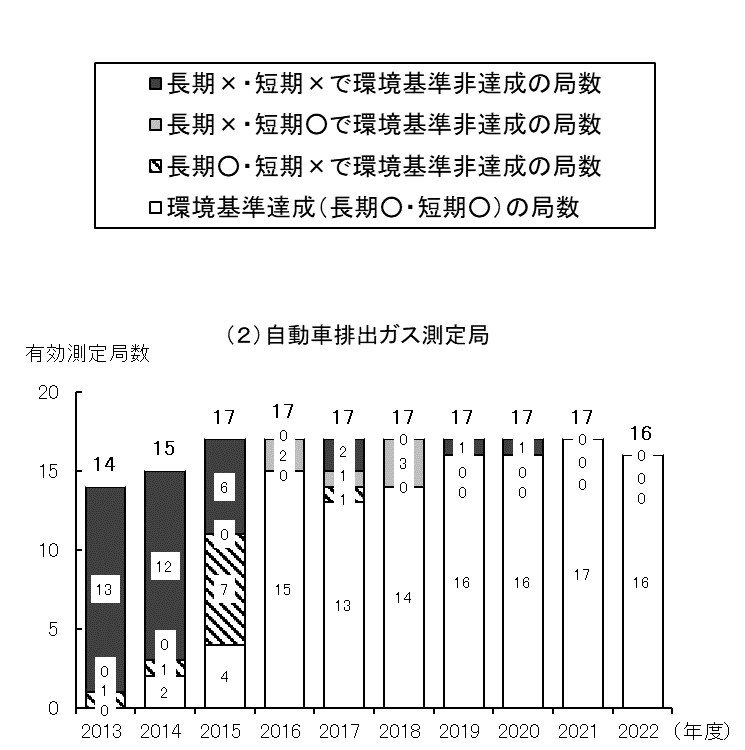 ■長期×・短期×で環境基準非達成の局数
長期×・短期〇で環境基準非達成の局数
長期〇・短期×で環境基準非達成の局数
□環境基準達成（長期〇・短期〇）の局数
（２）自動車排出ガス測定局
有効測定局数
20
17 17 17 17 17 17 17
16
15
14
0 0 0
2 2 3 1 1 0 0
0 1 0 0 0 0 0
1 0
15
6
12
0
10
13
7
15
13
14
16
16
17
16
5
0
0
1
1
4
2
0
0
2013 2014 2015 2016 2017 2018 2019 2020 2021 2022 （年度）